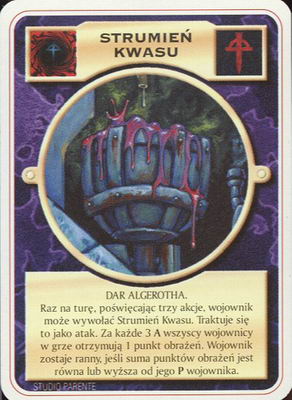 STRUMIEŃ
KWASU
DAR ALGEROTHA.
Raz na turę, poświęcając trzy akcje, wojownik
może wywołać Strumień Kwasu. Traktuje się
to jako atak. Za każde 3 A wszyscy wojownicy
w grze otrzymują 1 punkt obrażeń. Wojownik
zostaje ranny, jeśli suma punktów obrażeń jest
równa lub wyższa od jego P wojownika.
STUDIO PARENTE